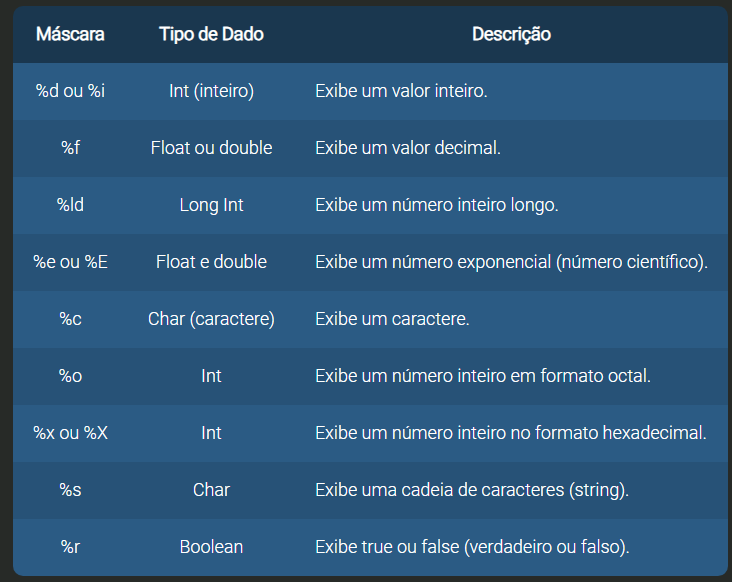 Máscara Tipo de Dado Descrição
%d ou %i Int (inteiro) Exibe um valor inteiro.
%f Float ou double Exibe um valor decimal.
%ld Long Int Exibe um número inteiro longo.
%e ou %E Float e double Exibe um número exponencial (número científico).
%c Char (caractere) Exibe um caractere.
%o Int Exibe um número inteiro em formato octal.
%x ou %X Int Exibe um número inteiro no formato hexadecimal.
%s Char Exibe uma cadeia de caracteres (string).
%r Boolean Exibe true ou false (verdadeiro ou falso).